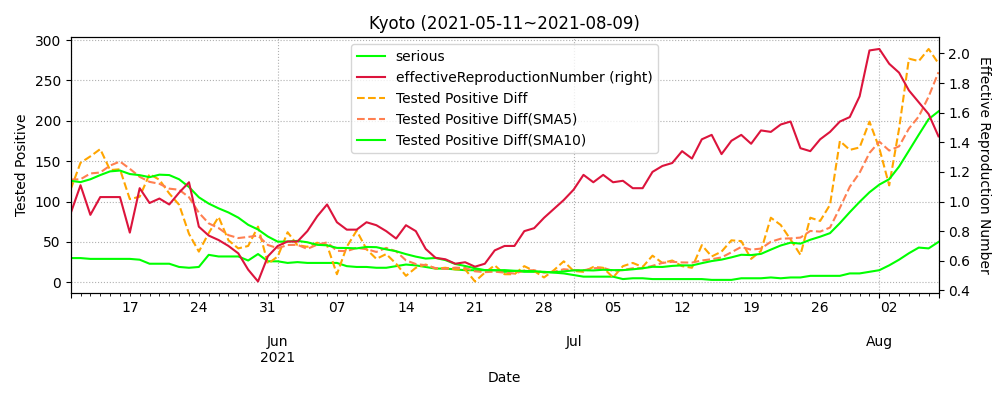 Kyoto (2021-05-11~2021-08-09)
serious
effectiveReproductionNumber (right)
Tested Positive Diff
Tested Positive Diff(SMA5)
Tested Positive Diff(SMA10)
Tested Positive
300
250
200
150
100
50
0
Effective Reproduction Number
2.0
1.8
1.6
1.4
1.2
1.0
0.8
0.6
0.4
17 24 31 07 14 21 28 05 12 19 26 02
Jun Jul Aug
2021
Date